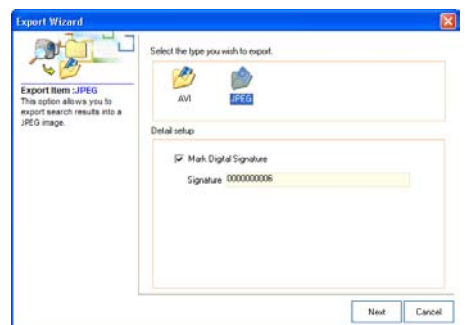 Export Wizard
Export Item :JPEG
This option allows you to
export search results into a
JPEG image.
Select the type you wish to export.
AVI
JPEG
Detail setup
Mark Digital Signature
Signature 0000000006
Next
Cancel